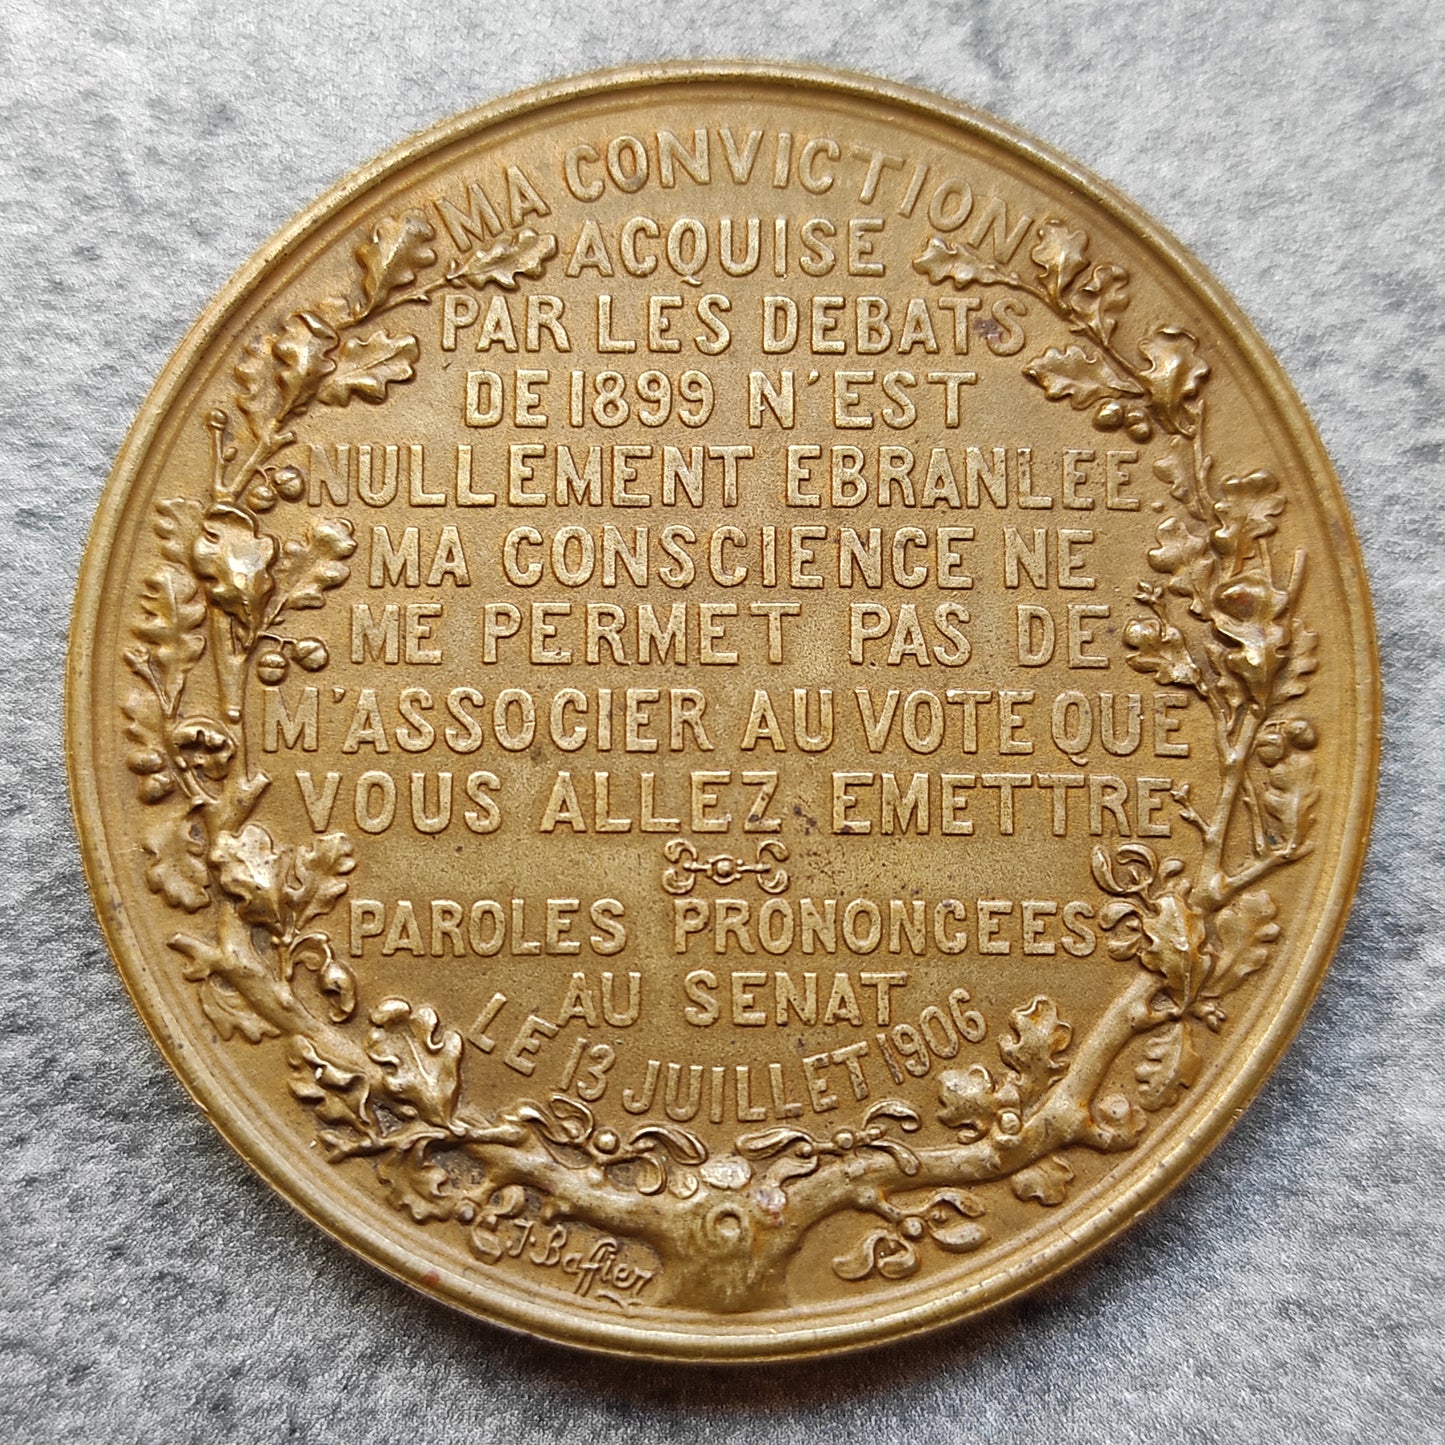 MA CONVICTION
ACQUISE
PAR LES DEBATS
DE 1899 N'EST
NULLEMENT EBRANLEE
MA CONSCIENCE NE
ME PERMET PAS DE
M'ASSOCIER AU VOTE QUE
VOUS ALLEZ EMETTRE
PAROLES PRONONCEES
AU SENAT
LE 13 JUILLET 1906
J. Baffier